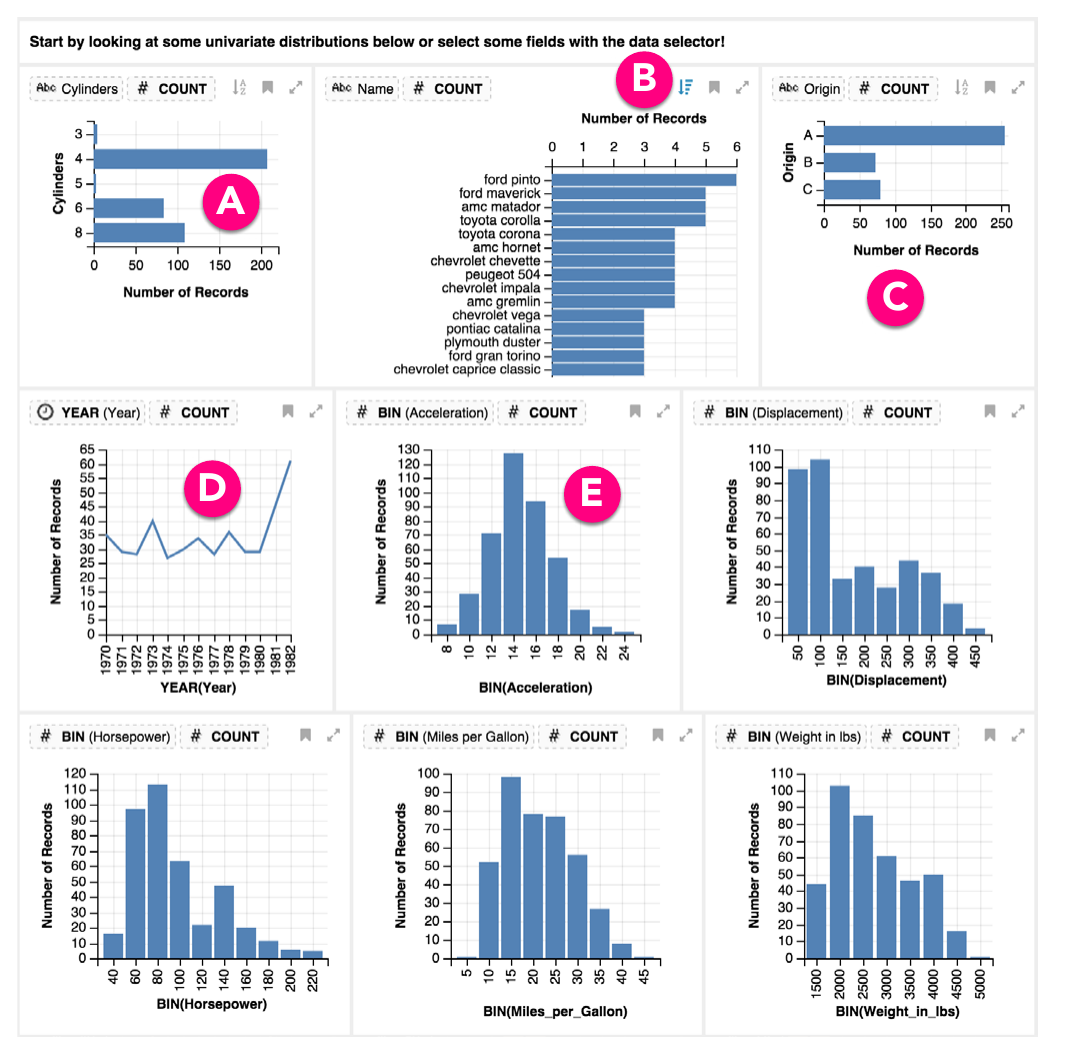 Start by looking at some univariate distributions below or select some fields with the data selector!
Abc Cylinders # COUNT
A
Z
Cylinders
3
4
5
6
8
0 50 100 150 200
Number of Records
A
Abc Name # COUNT
B
Number of Records
0 1 2 3 4 5 6
ford pinto
ford maverick
amc matador
toyota corolla
toyota corona
amc hornet
chevrolet chevette
peugeot 504
chevrolet impala
amc gremlin
chevrolet vega
pontiac catalina
plymouth duster
ford gran torino
chevrolet caprice classic
Abc Origin # COUNT
A
Z
Origin
A
B
C
0 50 100 150 200 250
Number of Records
C
YEAR (Year) # COUNT
Number of Records
65
60
55
50
45
40
35
30
25
20
15
10
5
0
1970 1971 1972 1973 1974 1975 1976 1977 1978 1979 1980 1981 1982
YEAR(Year)
D
# BIN (Acceleration) # COUNT
Number of Records
130
120
110
100
90
80
70
60
50
40
30
20
10
0
8 10 12 14 16 18 20 22 24
BIN(Acceleration)
E
# BIN (Displacement) # COUNT
Number of Records
110
100
90
80
70
60
50
40
30
20
10
0
50 100 150 200 250 300 350 400 450
BIN(Displacement)
# BIN (Horsepower) # COUNT
Number of Records
120
110
100
90
80
70
60
50
40
30
20
10
0
40 60 80 100 120 140 160 180 200 220
BIN(Horsepower)
# BIN (Miles per Gallon) # COUNT
Number of Records
100
90
80
70
60
50
40
30
20
10
0
5 10 15 20 25 30 35 40 45
BIN(Miles_per_Gallon)
# BIN (Weight in lbs) # COUNT
Number of Records
110
100
90
80
70
60
50
40
30
20
10
0
1500 2000 2500 3000 3500 4000 4500 5000
BIN(Weight_in_lbs)